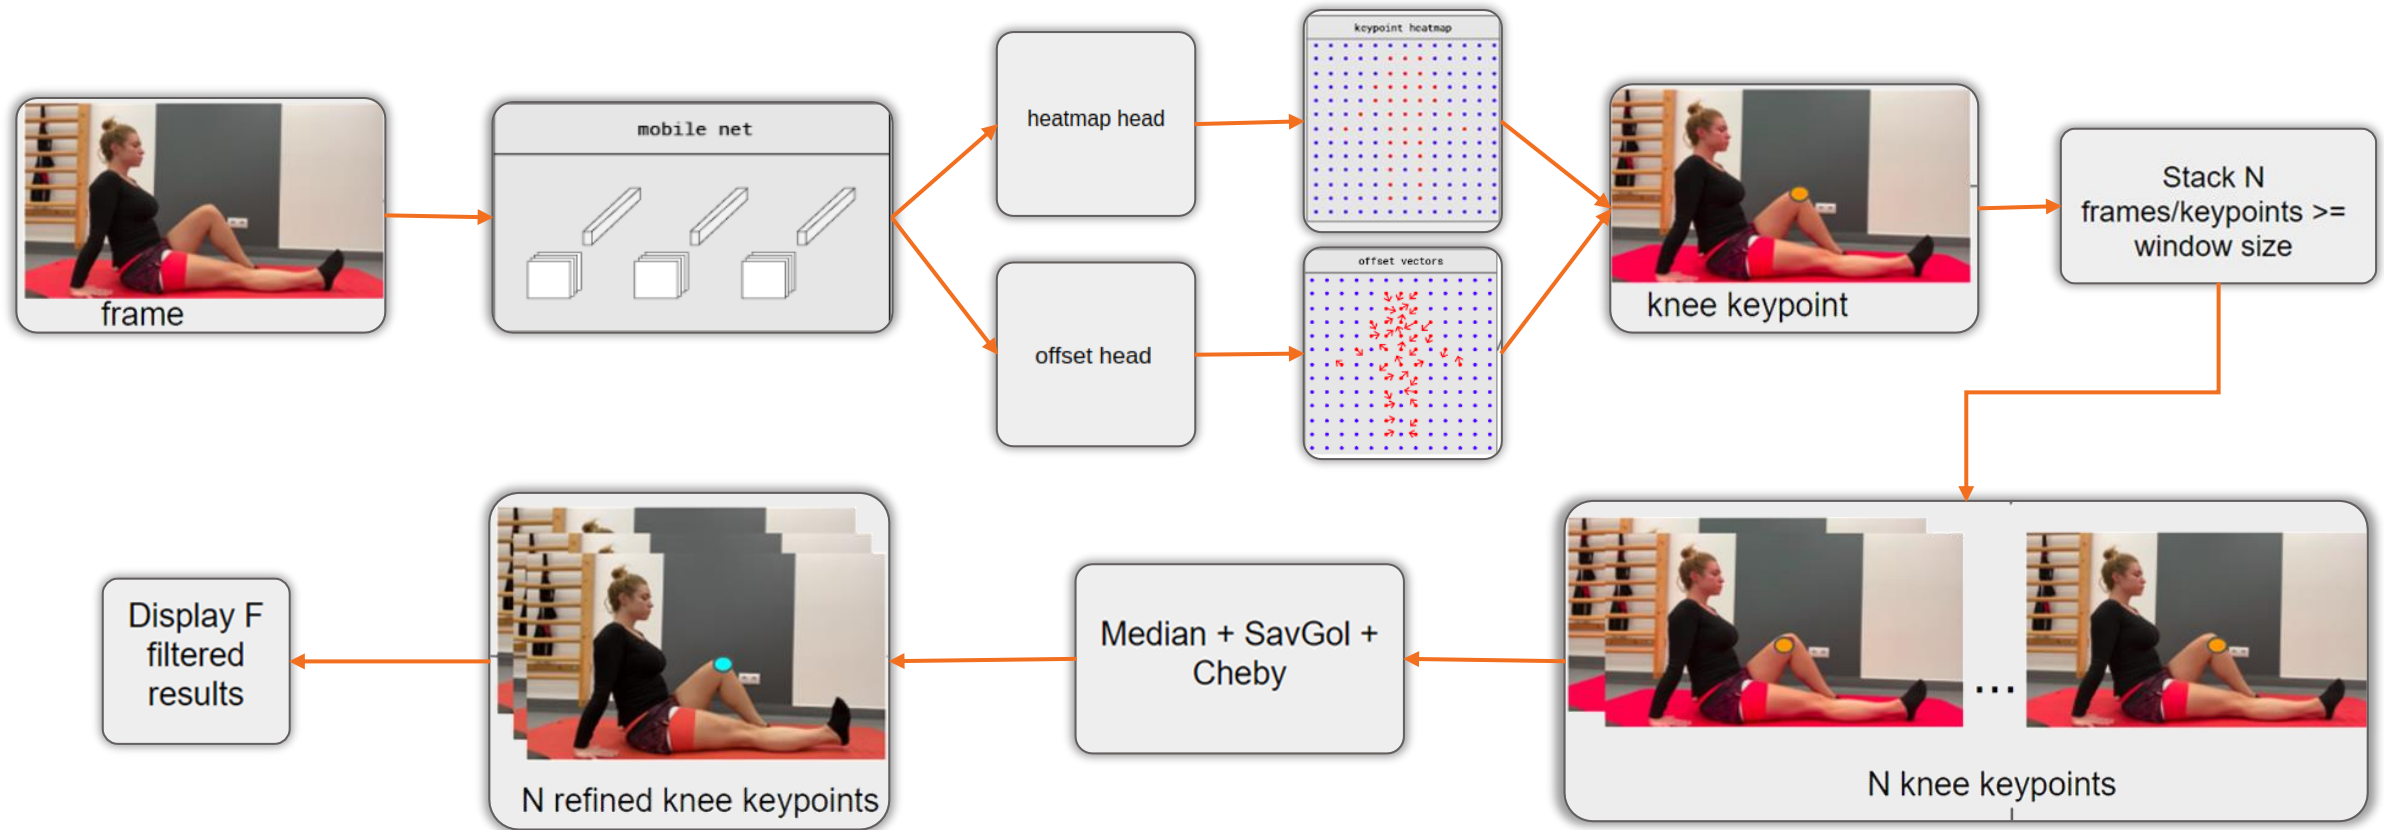 frame
mobile net
heatmap head
offset head
keypoint heatmap
offset vectors
knee keypoint
Stack N
frames/keypoints >=
window size
...
N knee keypoints
Median + SavGol +
Cheby
N refined knee keypoints
Display F
filtered
results